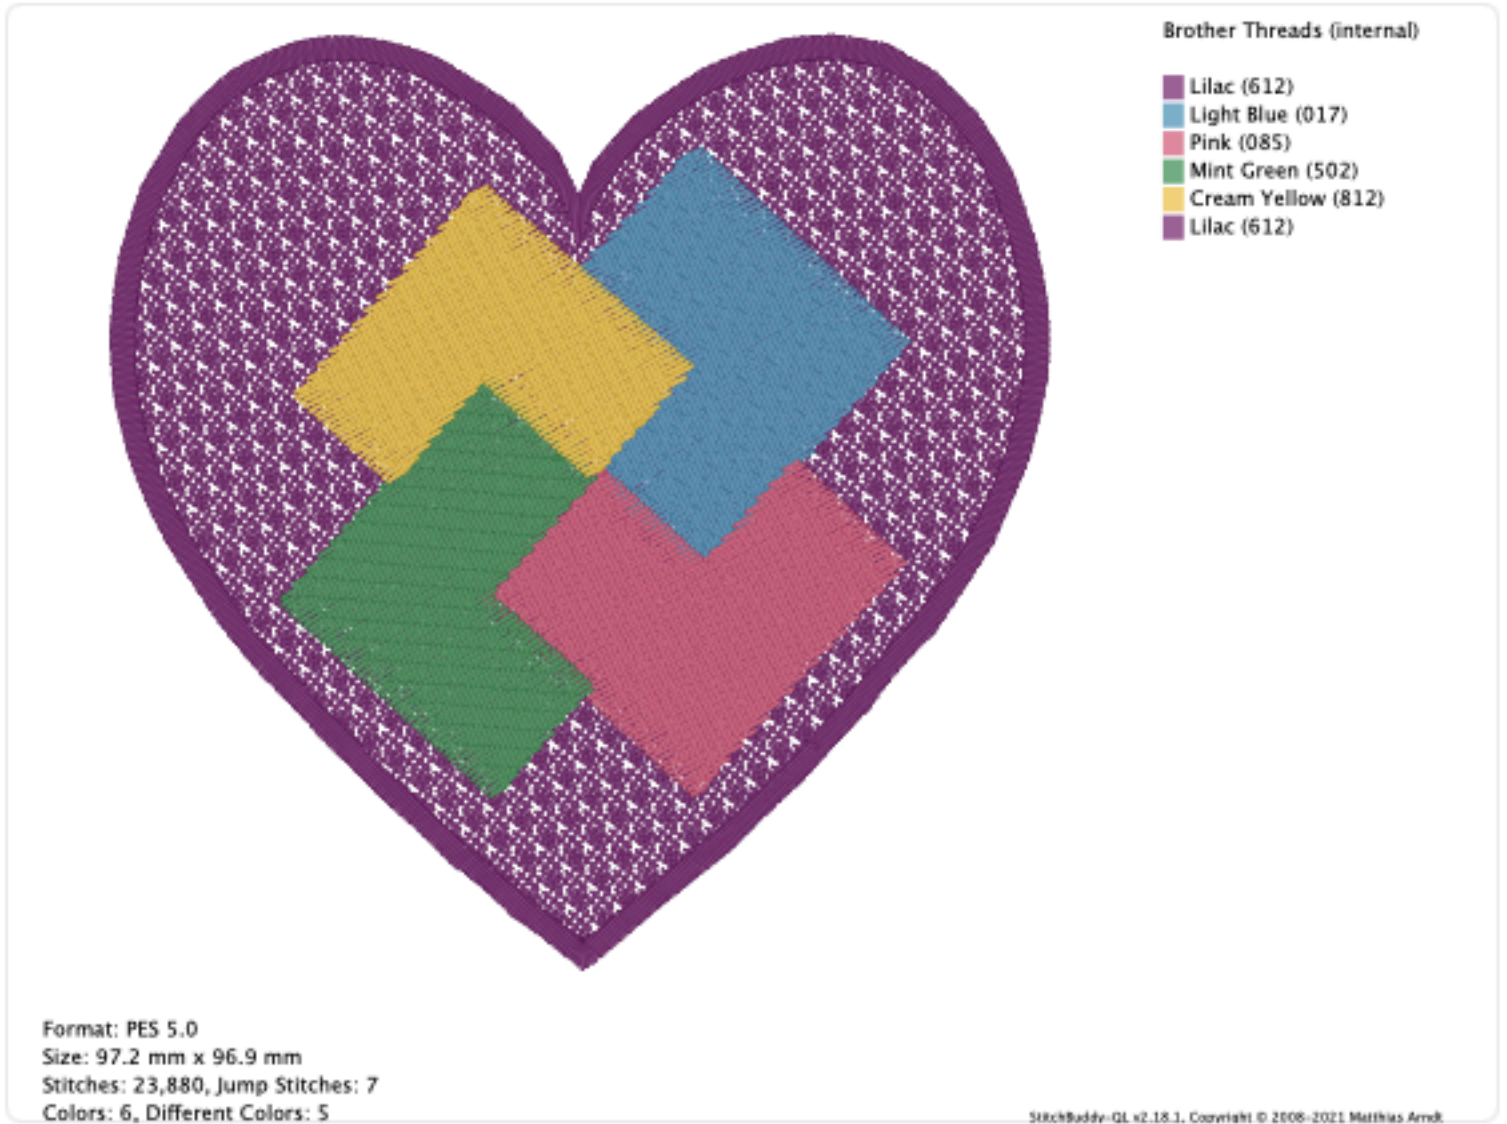 Brother Threads (internal)
Lilac (612)
Light Blue (017)
Pink (085)
Mint Green (502)
Cream Yellow (812)
Lilac (612)
Format: PES 5.0
Size: 97.2 mm x 96.9 mm
Stitches: 23,880, Jump Stitches: 7
Colors: 6, Different Colors: 5
StitchBuddy-QL v2.18.1, Copyright © 2008-2021 Matthias Arndt